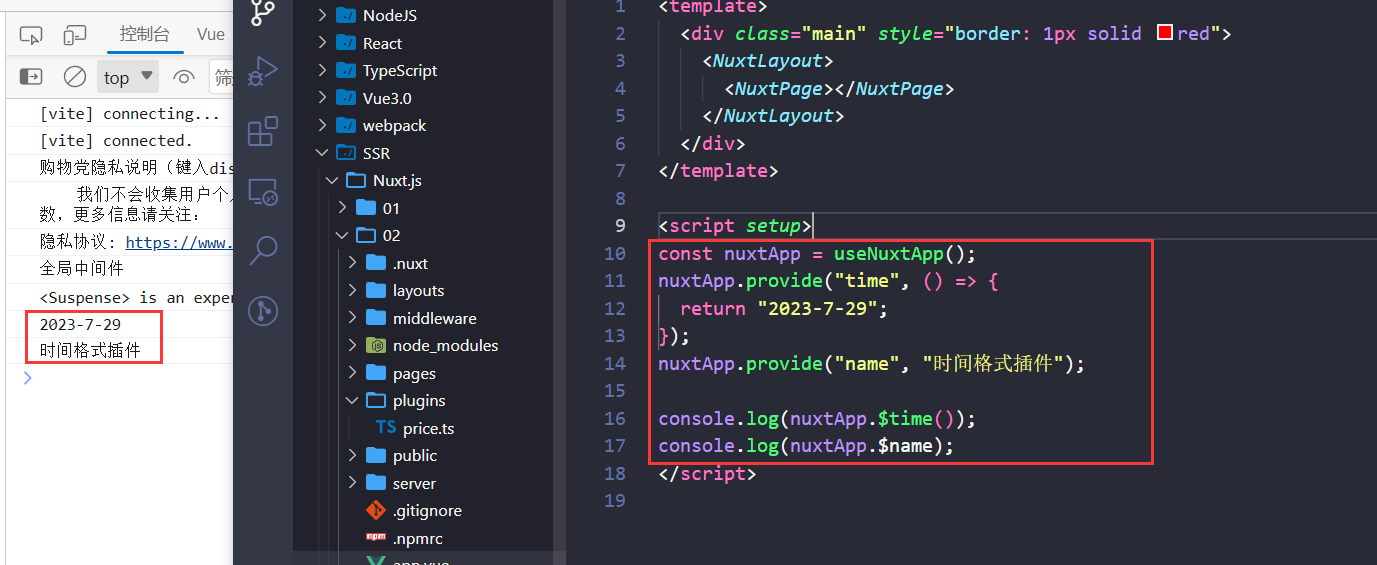 控制台 Vue
top 筛
[vite] connecting...
[vite] connected.
购物党隐私说明（键入dis
我们不会收集用户个人
数，更多信息请关注：
隐私协议: https://www.
全局中间件
<Suspense> is an exper
2023-7-29
时间格式插件
NodeJS
React
TypeScript
Vue3.0
webpack
SSR
Nuxt.js
01
02
.nuxt
layouts
middleware
node_modules
pages
plugins
TS price.ts
public
server
.gitignore
npm .npmrc
app.vue
1 <template>
2 <div class="main" style="border: 1px solid red">
3 <NuxtLayout>
4 <NuxtPage></NuxtPage>
5 </NuxtLayout>
6 </div>
7 </template>
8
9 <script setup>
10 const nuxtApp = useNuxtApp();
11 nuxtApp.provide("time", () => {
12 return "2023-7-29";
13 });
14 nuxtApp.provide("name", "时间格式插件");
15
16 console.log(nuxtApp.$time());
17 console.log(nuxtApp.$name);
18 </script>
19